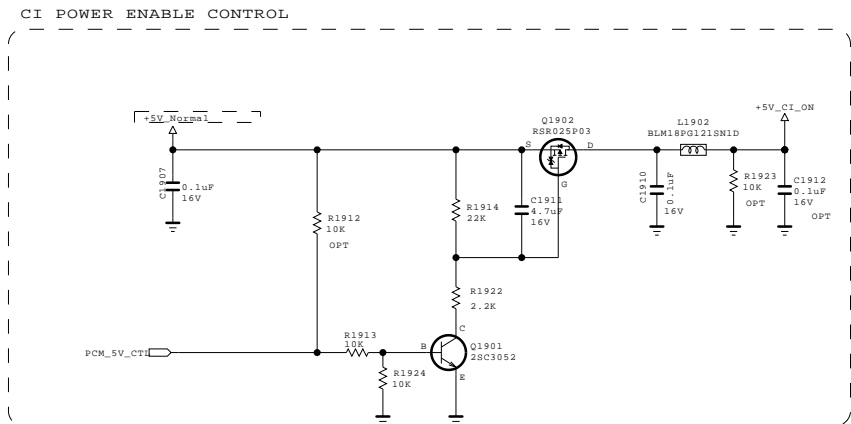 CI POWER ENABLE CONTROL
+5V_Normal
C1907
0.1uF
16V
R1912
10K
OPT
R1914
22K
C1911
4.7uF
16V
Q1902
RSR025P03
S
D
G
C1910
0.1uF
16V
L1902
BLM18PG121SN1D
+5V_CI_ON
R1923
10K
OPT
C1912
0.1uF
16V
OPT
R1922
2.2K
PCM_5V_CTL
R1913
10K
R1924
10K
B
C
E
Q1901
2SC3052